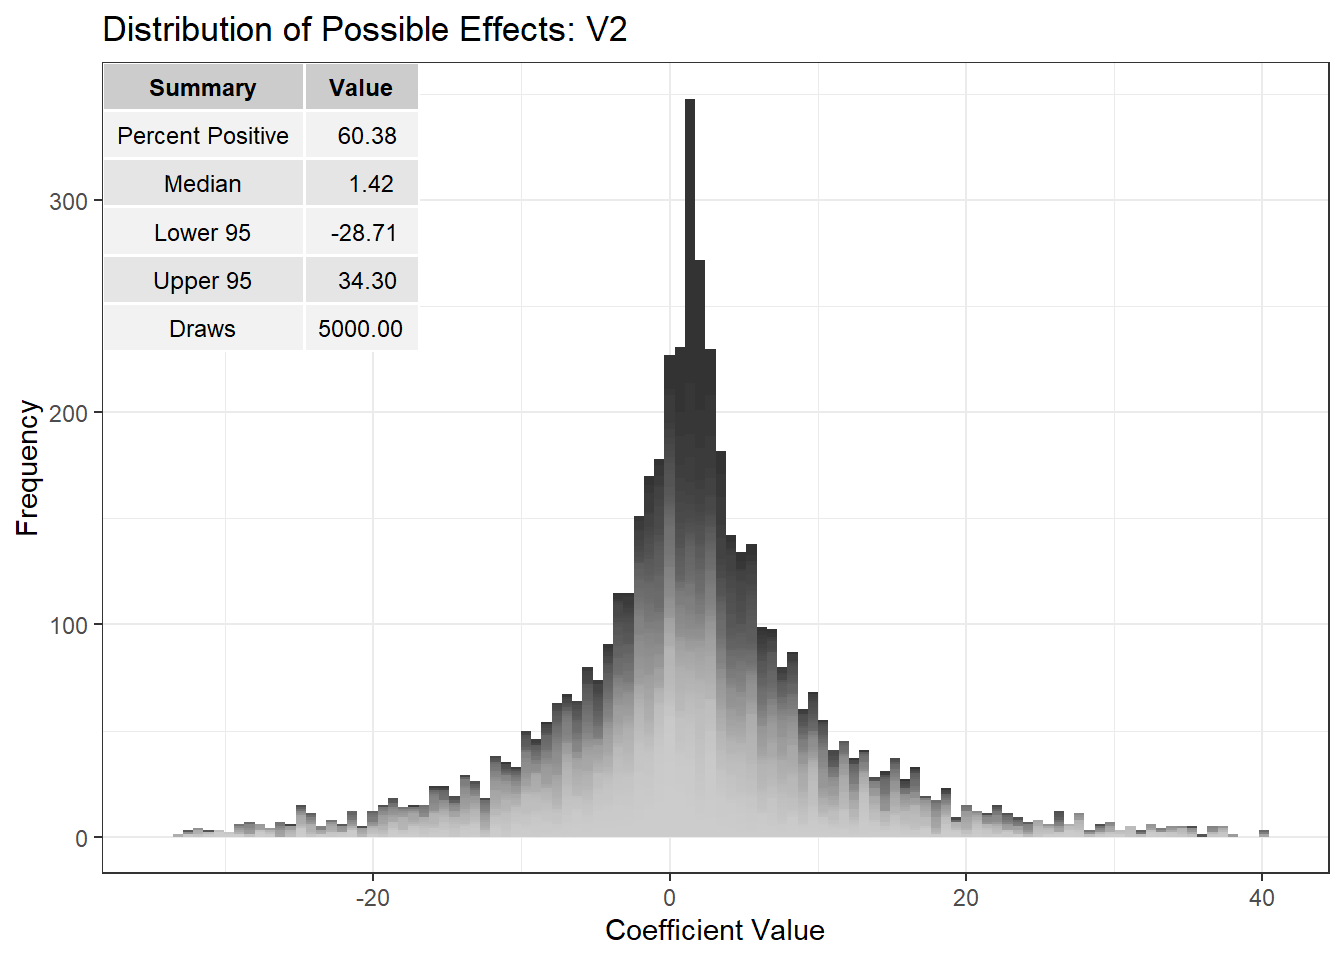 Distribution of Possible Effects: V2
Summary Value
Percent Positive 60.38
Median 1.42
Lower 95 -28.71
Upper 95 34.30
Draws 5000.00
300
200
100
0
Frequency
-20 0 20 40
Coefficient Value